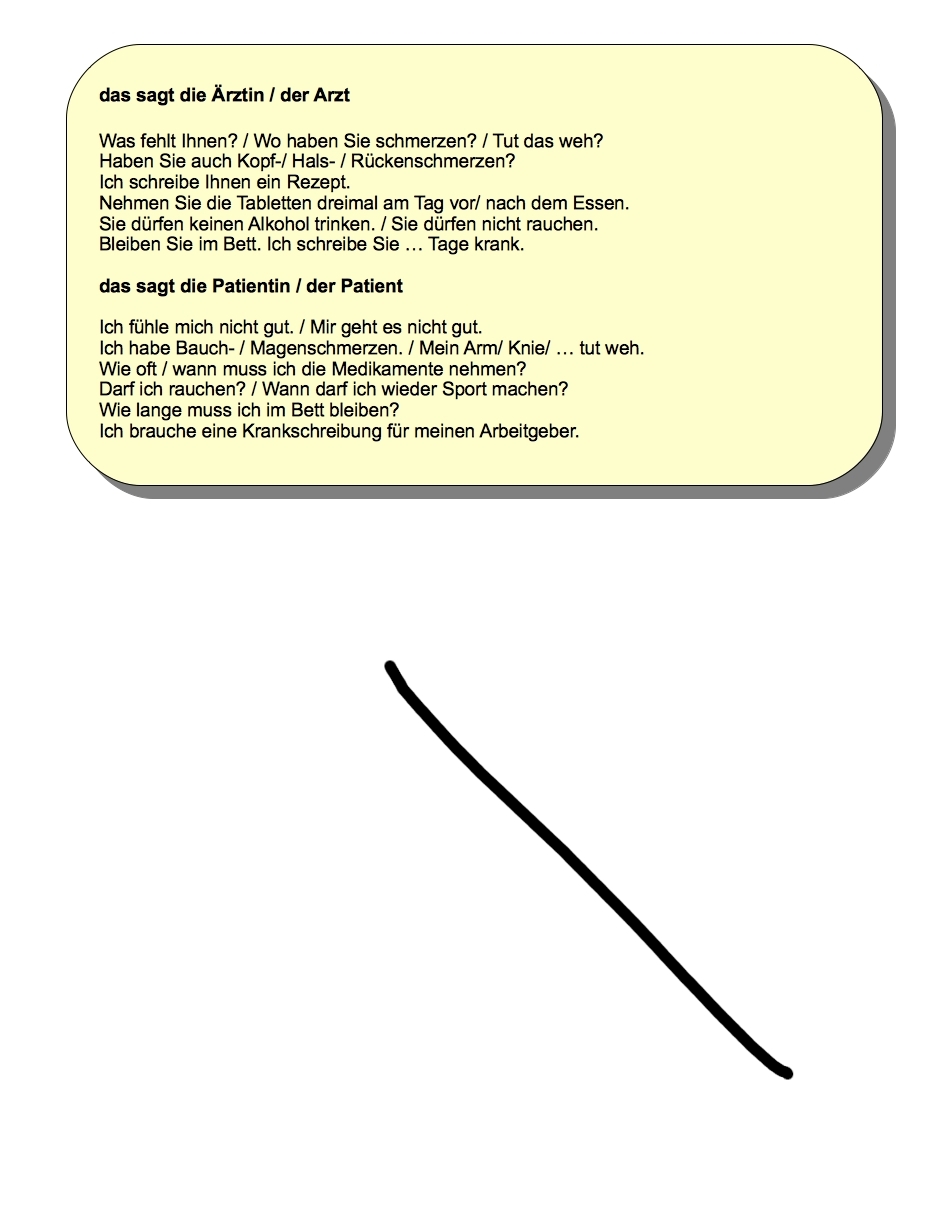 das sagt die Ärztin / der Arzt
Was fehlt Ihnen? / Wo haben Sie schmerzen? / Tut das weh?
Haben Sie auch Kopf-/ Hals- / Rückenschmerzen?
Ich schreibe Ihnen ein Rezept.
Nehmen Sie die Tabletten dreimal am Tag vor/ nach dem Essen.
Sie dürfen keinen Alkohol trinken. / Sie dürfen nicht rauchen.
Bleiben Sie im Bett. Ich schreibe Sie … Tage krank.
das sagt die Patientin / der Patient
Ich fühle mich nicht gut. / Mir geht es nicht gut.
Ich habe Bauch- / Magenschmerzen. / Mein Arm/ Knie/ … tut weh.
Wie oft / wann muss ich die Medikamente nehmen?
Darf ich rauchen? / Wann darf ich wieder Sport machen?
Wie lange muss ich im Bett bleiben?
Ich brauche eine Krankschreibung für meinen Arbeitgeber.